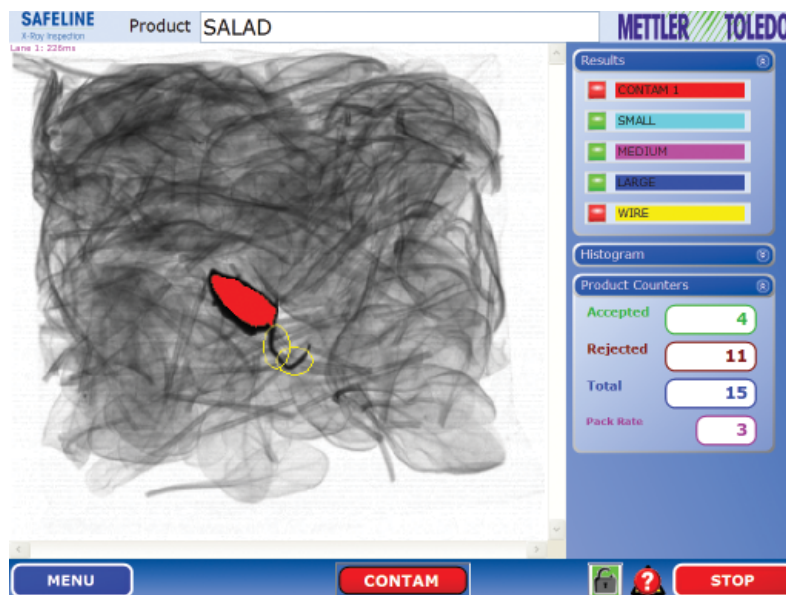 SAFELINE
X-Ray Inspection
Product SALAD
METTLER TOLEDO
Lane 1: 226ms
Results
CONTAM 1
SMALL
MEDIUM
LARGE
WIRE
Histogram
Product Counters
Accepted 4
Rejected 11
Total 15
Pack Rate 3
MENU
CONTAM
?
STOP